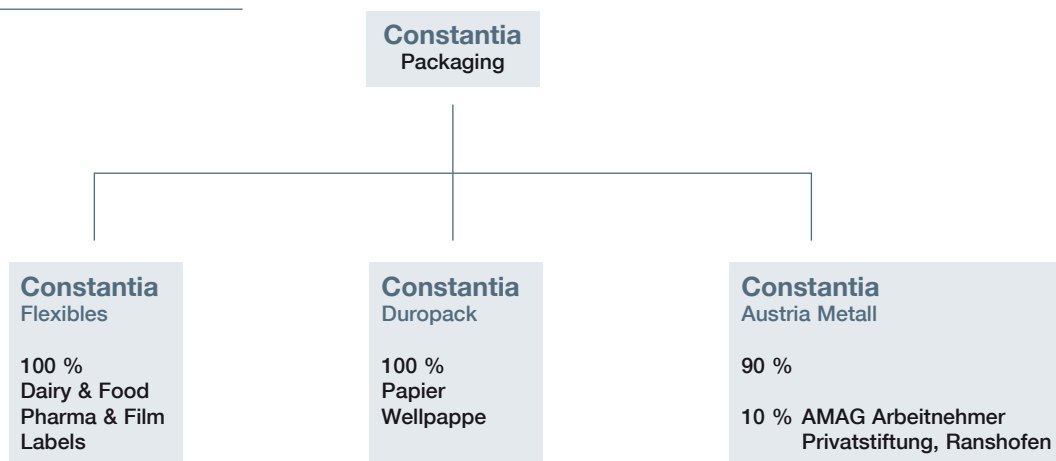 Constantia
Packaging
Constantia
Flexibles
100 %
Dairy & Food
Pharma & Film
Labels
Constantia
Duropack
100 %
Papier
Wellpappe
Constantia
Austria Metall
90 %
10 % AMAG Arbeitnehmer
Privatstiftung, Ranshofen